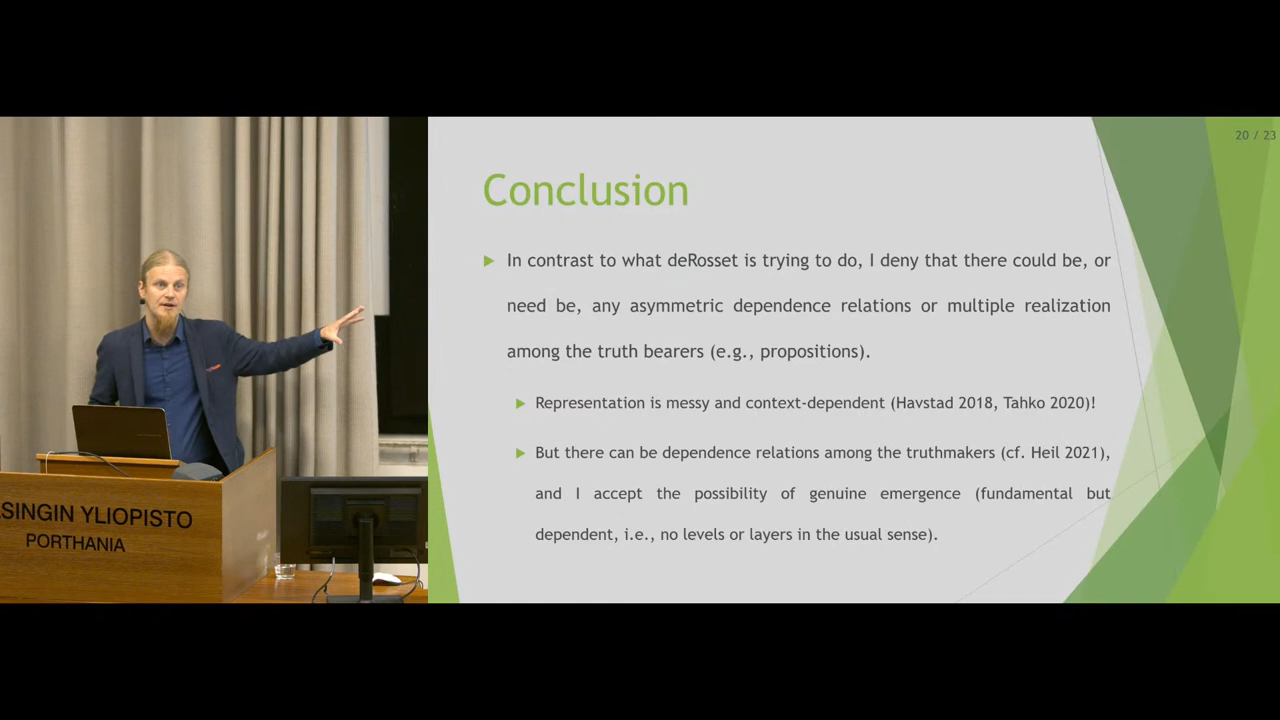 20 / 23
Conclusion
In contrast to what deRosset is trying to do, I deny that there could be, or
need be, any asymmetric dependence relations or multiple realization
among the truth bearers (e.g., propositions).
Representation is messy and context-dependent (Havstad 2018, Tahko 2020)!
But there can be dependence relations among the truthmakers (cf. Heil 2021),
and I accept the possibility of genuine emergence (fundamental but
dependent, i.e., no levels or layers in the usual sense).
SINGIN YLIOPISTO
PORTHANIA